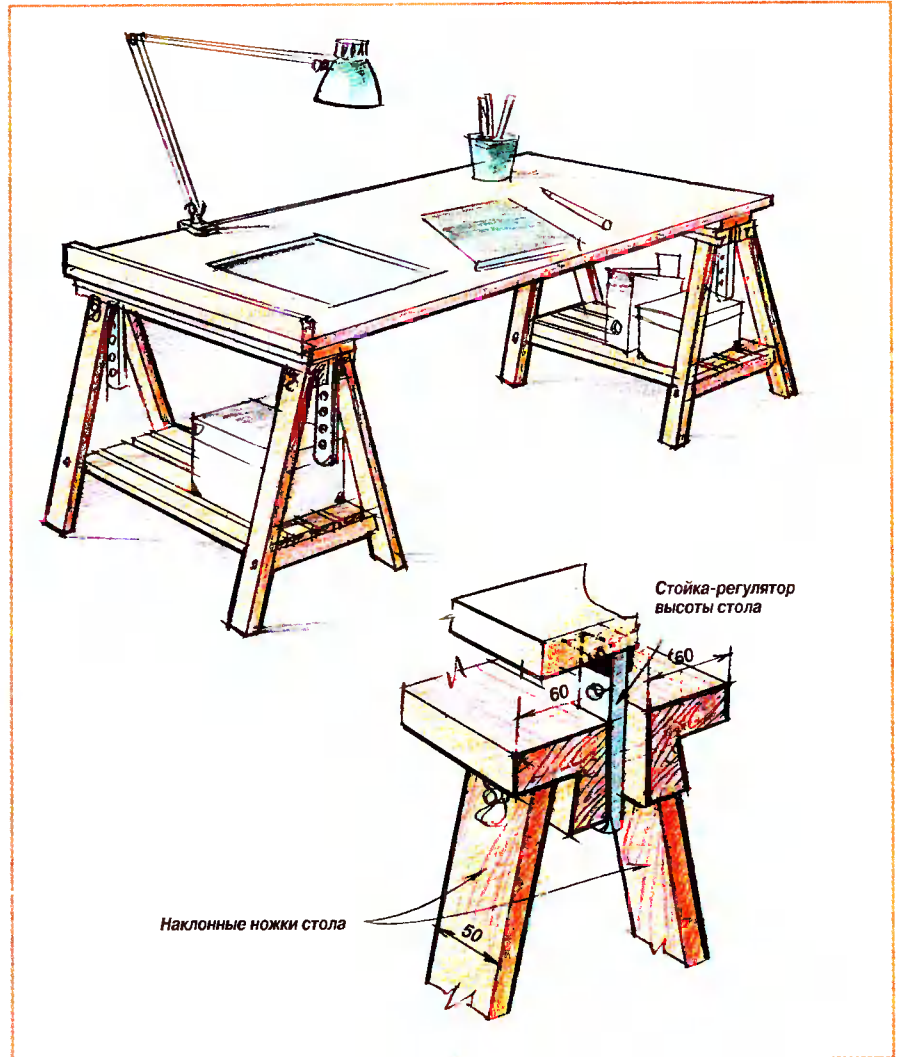 Стойка-регулятор
высоты стола
60
60
Наклонные ножки стола
50